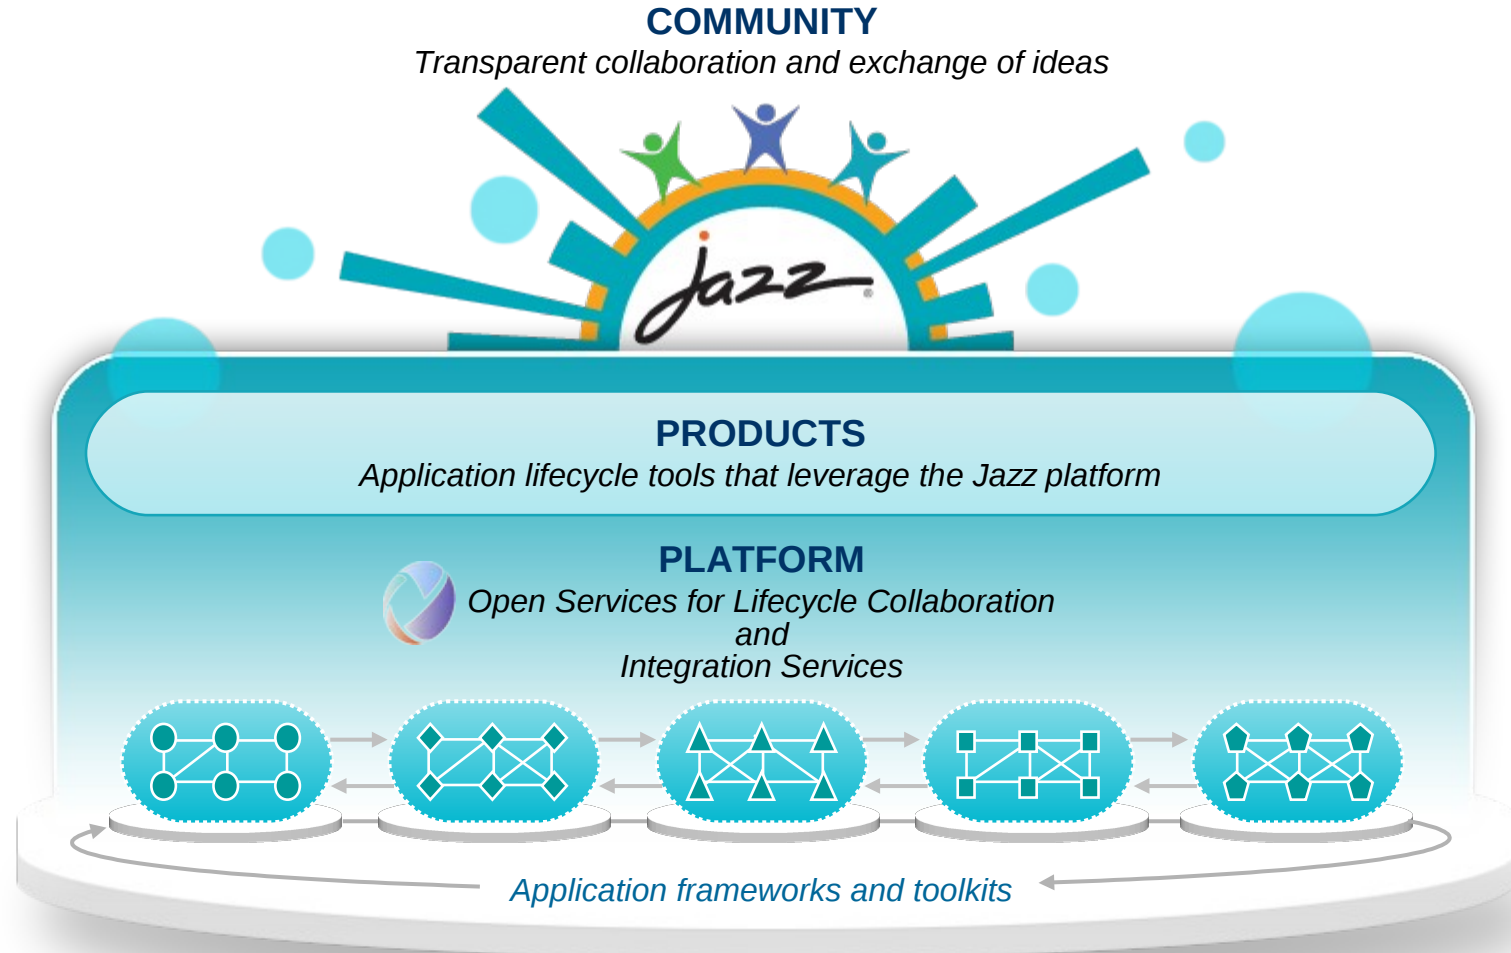 COMMUNITY
Transparent collaboration and exchange of ideas
jazz
PRODUCTS
Application lifecycle tools that leverage the Jazz platform
PLATFORM
Open Services for Lifecycle Collaboration
and
Integration Services
Application frameworks and toolkits